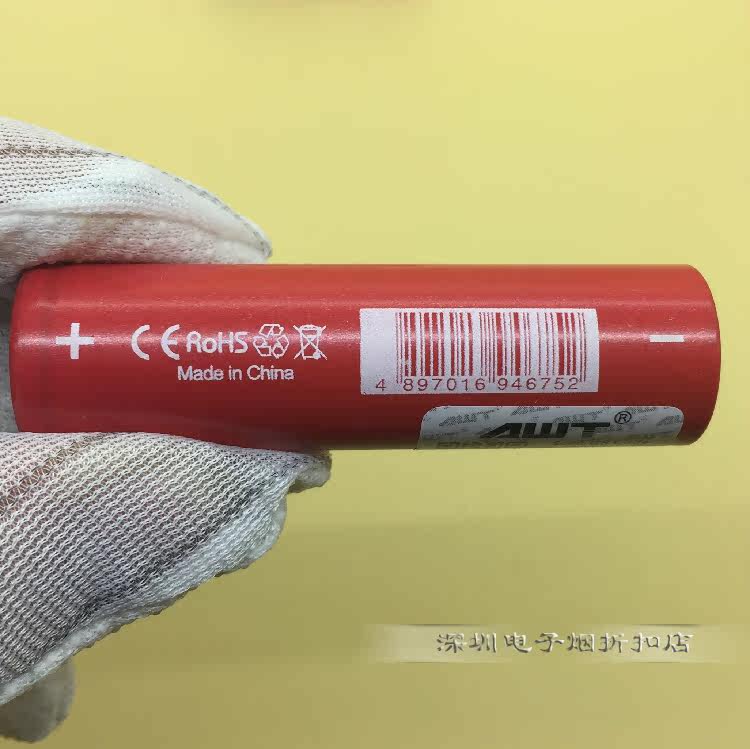 + CE RoHS −
Made in China
4 897016 946752
AWT®
深圳电子烟折扣店